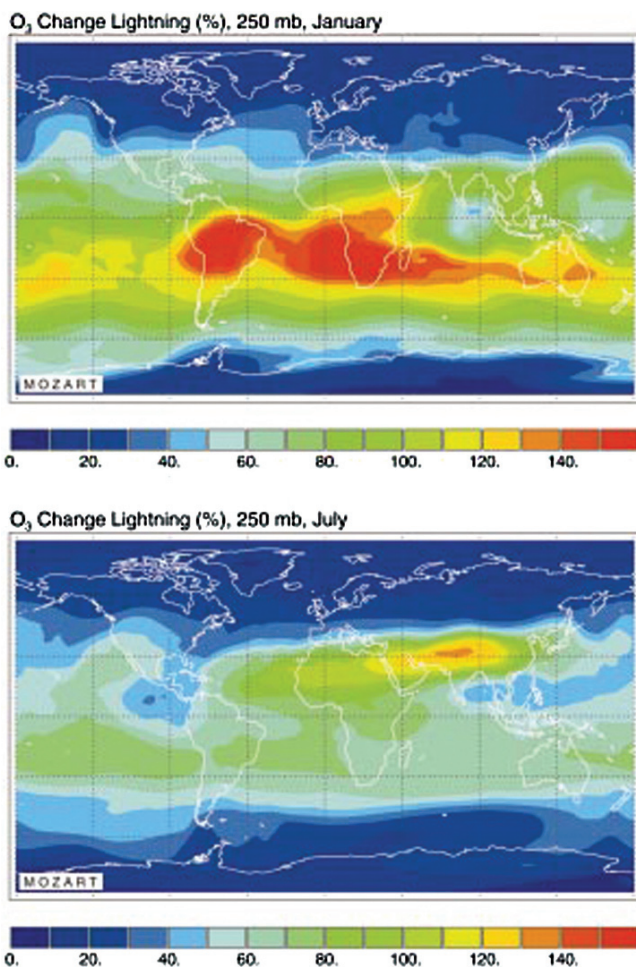 O₃ Change Lightning (%), 250 mb, January
MOZART
0. 20. 40. 60. 80. 100. 120. 140.
O₃ Change Lightning (%), 250 mb, July
MOZART
0. 20. 40. 60. 80. 100. 120. 140.